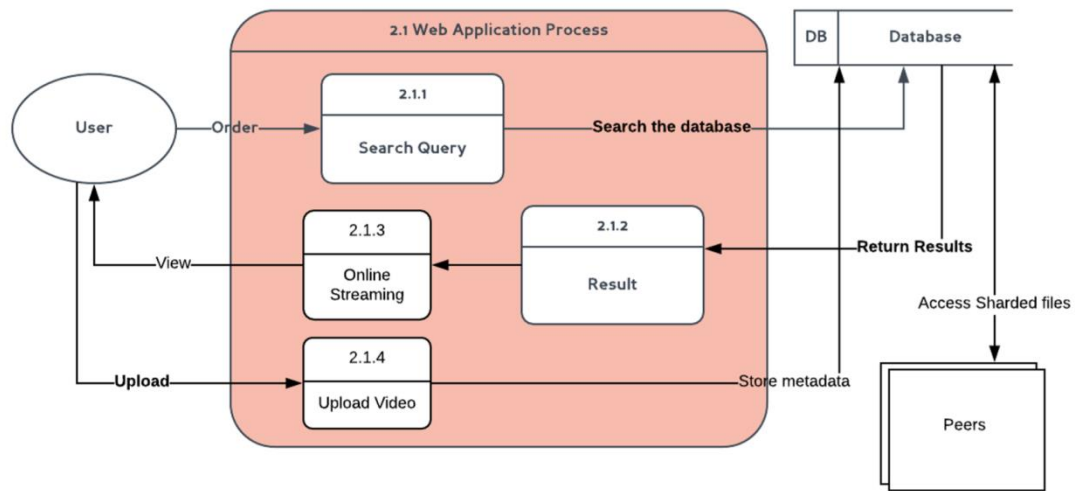 2.1 Web Application Process
DB
Database
2.1.1
User
Order
Search the database
Search Query
2.1.3
2.1.2
View
Return Results
Online
Streaming
Result
Access Sharded files
2.1.4
Upload
Store metadata
Upload Video
Peers